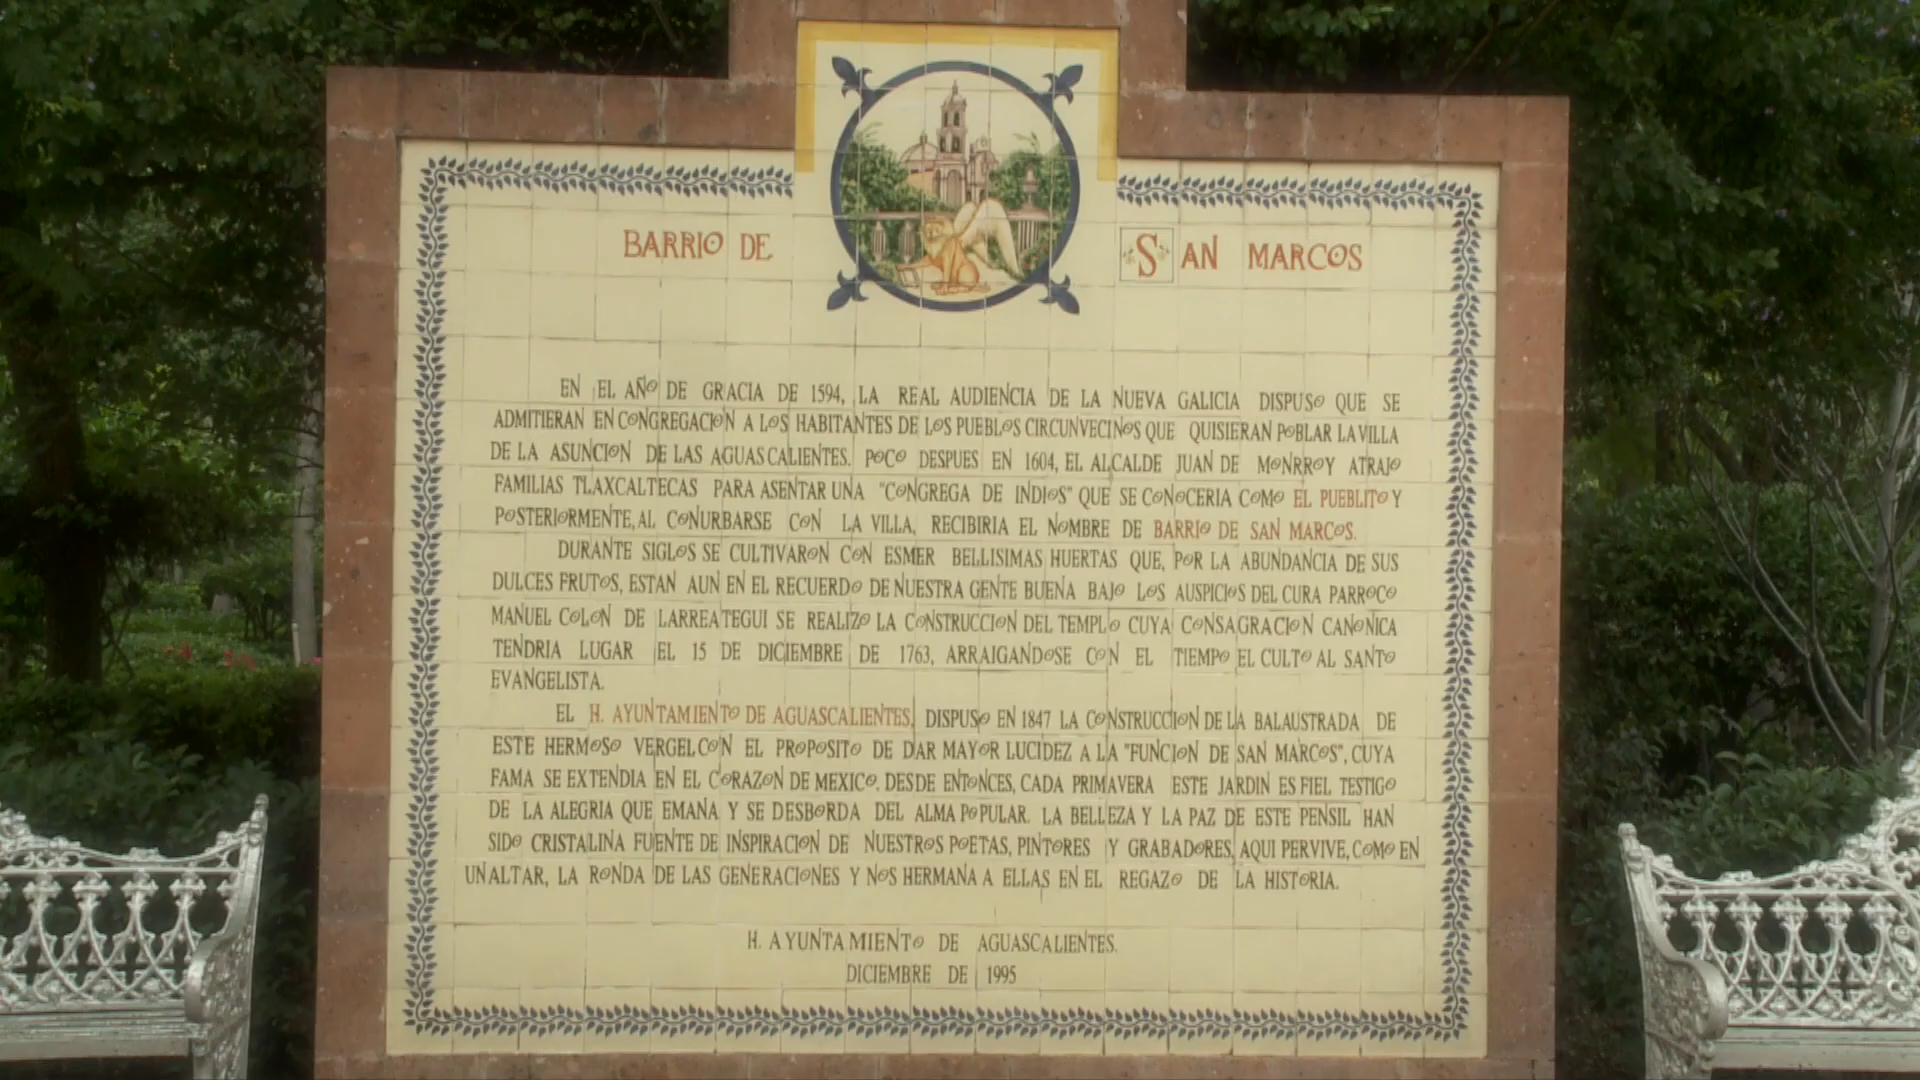 BARRIO DE SAN MARCOS
EN EL AÑO DE GRACIA DE 1594, LA REAL AUDIENCIA DE LA NUEVA GALICIA DISPUSO QUE SE
ADMITIERAN EN CONGREGACION A LOS HABITANTES DE LOS PUEBLOS CIRCUNVECINOS QUE QUISIERAN POBLAR LA VILLA
DE LA ASUNCION DE LAS AGUAS CALIENTES. POCO DESPUES EN 1604, EL ALCALDE JUAN DE MONRROY ATRAJO
FAMILIAS TLAXCALTECAS PARA ASENTAR UNA "CONGREGA DE INDIOS" QUE SE CONOCERIA COMO EL PUEBLITO Y
POSTERIORMENTE, AL CONURBARSE CON LA VILLA, RECIBIRIA EL NOMBRE DE BARRIO DE SAN MARCOS.
DURANTE SIGLOS SE CULTIVARON CON ESMER BELLISIMAS HUERTAS QUE, POR LA ABUNDANCIA DE SUS
DULCES FRUTOS, ESTAN AUN EN EL RECUERDO DE NUESTRA GENTE BUENA BAJO LOS AUSPICIOS DEL CURA PARROCO
MANUEL COLON DE LARREATEGUI SE REALIZO LA CONSTRUCCION DEL TEMPLO CUYA CONSAGRACION CANONICA
TENDRIA LUGAR EL 15 DE DICIEMBRE DE 1763, ARRAIGANDOSE CON EL TIEMPO EL CULTO AL SANTO
EVANGELISTA.
EL H. AYUNTAMIENTO DE AGUASCALIENTES, DISPUSO EN 1847 LA CONSTRUCCION DE LA BALAUSTRADA DE
ESTE HERMOSO VERGEL CON EL PROPOSITO DE DAR MAYOR LUCIDEZ A LA "FUNCION DE SAN MARCOS", CUYA
FAMA SE EXTENDIA EN EL CORAZON DE MEXICO. DESDE ENTONCES, CADA PRIMAVERA ESTE JARDIN ES FIEL TESTIGO
DE LA ALEGRIA QUE EMANA Y SE DESBORDA DEL ALMA POPULAR. LA BELLEZA Y LA PAZ DE ESTE PENSIL HAN
SIDO CRISTALINA FUENTE DE INSPIRACION DE NUESTROS POETAS, PINTORES Y GRABADORES, AQUI PERVIVE, COMO EN
UN ALTAR, LA RONDA DE LAS GENERACIONES Y NOS HERMANA A ELLAS EN EL REGAZO DE LA HISTORIA.
H. AYUNTAMIENTO DE AGUASCALIENTES.
DICIEMBRE DE 1995